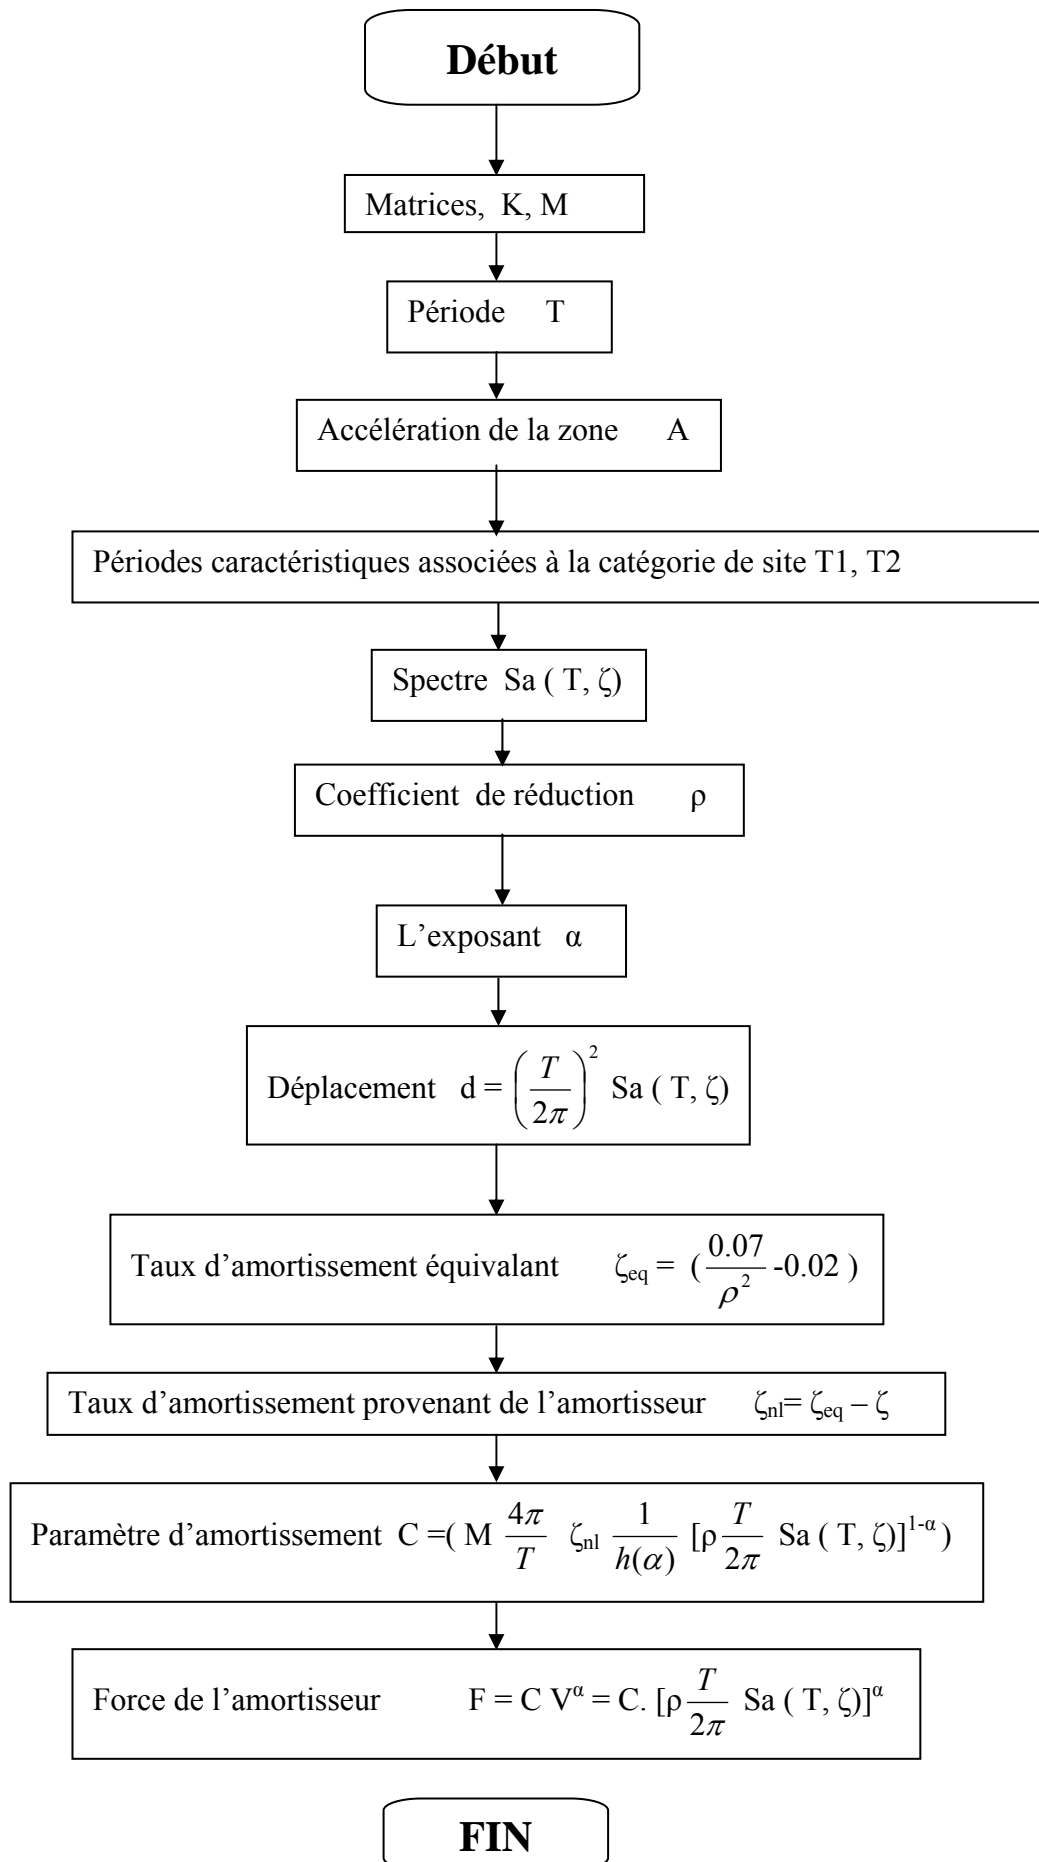 Début
Matrices, K, M
Période T
Accélération de la zone A
Périodes caractéristiques associées à la catégorie de site T1, T2
Spectre Sa ( T, ζ)
Coefficient de réduction ρ
L’exposant α
Déplacement d = (T/2π)² Sa ( T, ζ)
Taux d’amortissement équivalant ζeq = (0.07/ρ² -0.02 )
Taux d’amortissement provenant de l’amortisseur ζnl= ζeq – ζ
Paramètre d’amortissement C =( M 4π/T ζnl 1/h(α) [ρ T/2π Sa ( T, ζ)]^1-α )
Force de l’amortisseur F = C V^α = C. [ρ T/2π Sa ( T, ζ)]^α
FIN